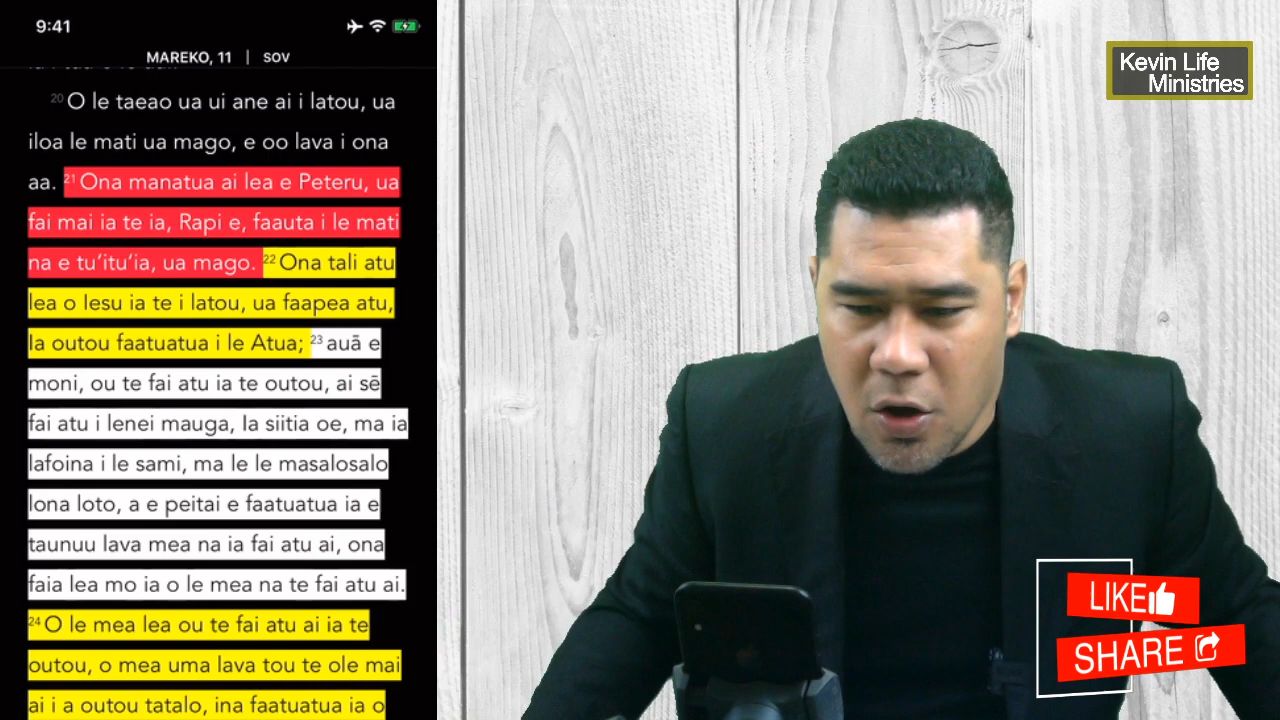 9:41
MAREKO, 11 | SOV
20 O le taeao ua ui ane ai i latou, ua
iloa le mati ua mago, e oo lava i ona
aa. 21 Ona manatua ai lea e Peteru, ua
fai mai ia te ia, Rapi e, faauta i le mati
na e tu’itu’ia, ua mago. 22 Ona tali atu
lea o Iesu ia te i latou, ua faapea atu,
Ia outou faatuatua i le Atua; 23 auā e
moni, ou te fai atu ia te outou, ai sē
fai atu i lenei mauga, Ia siitia oe, ma ia
lafoina i le sami, ma le le masalosalo
lona loto, a e peitai e faatuatua ia e
taunuu lava mea na ia fai atu ai, ona
faia lea mo ia o le mea na te fai atu ai.
24 O le mea lea ou te fai atu ai ia te
outou, o mea uma lava tou te ole mai
ai i a outou tatalo, ina faatuatua ia o
Kevin Life
Ministries
LIKE
SHARE